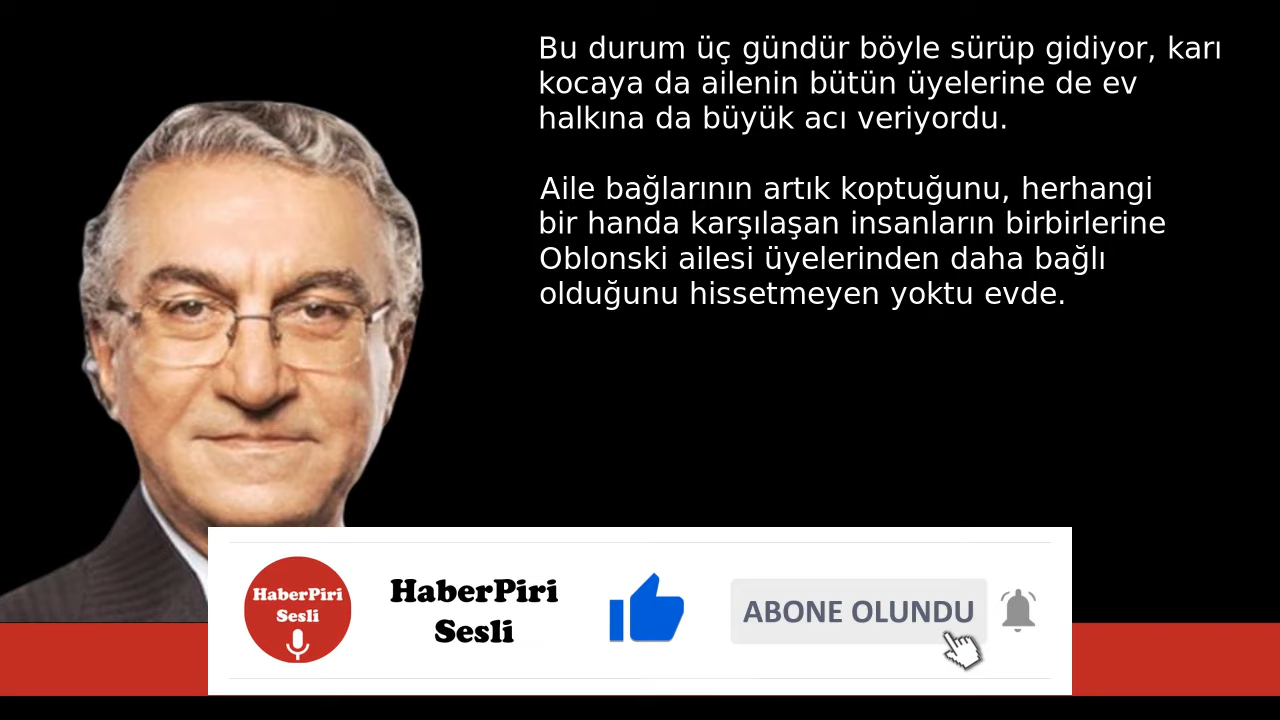 Bu durum üç gündür böyle sürüp gidiyor, karı
kocaya da ailenin bütün üyelerine de ev
halkına da büyük acı veriyordu.
Aile bağlarının artık koptuğunu, herhangi
bir handa karşılaşan insanların birbirlerine
Oblonski ailesi üyelerinden daha bağlı
olduğunu hissetmeyen yoktu evde.
HaberPiri
Sesli
HaberPiri
Sesli
ABONE OLUNDU